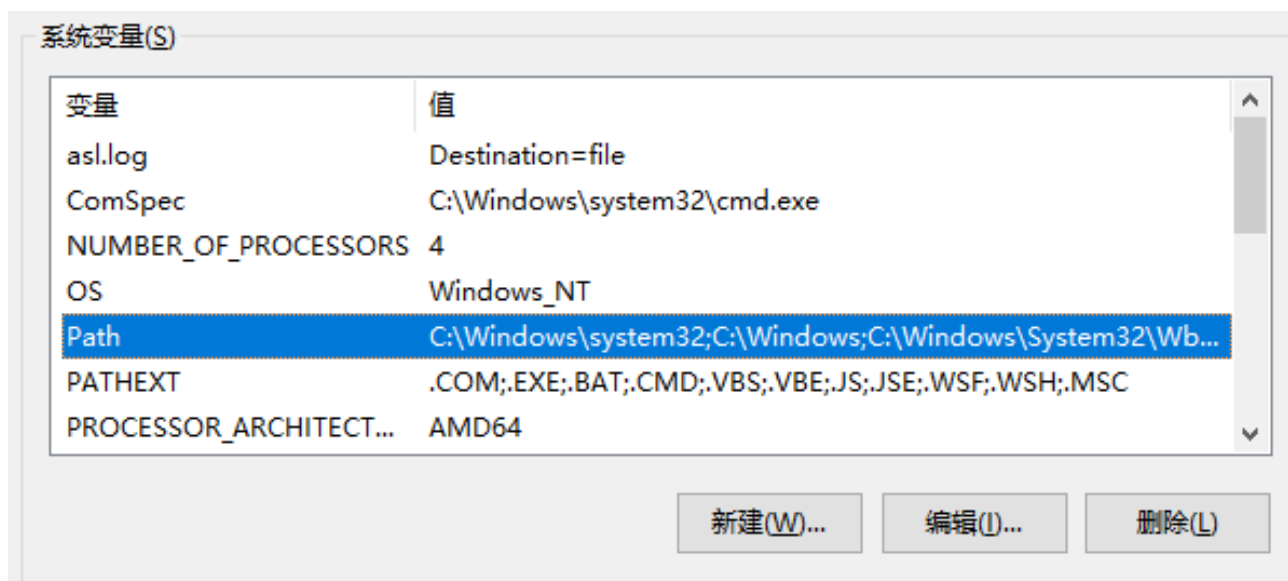 系统变量(S)
变量 值
asl.log Destination=file
ComSpec C:\Windows\system32\cmd.exe
NUMBER_OF_PROCESSORS 4
OS Windows_NT
Path C:\Windows\system32;C:\Windows;C:\Windows\System32\Wb...
PATHEXT .COM;.EXE;.BAT;.CMD;.VBS;.VBE;.JS;.JSE;.WSF;.WSH;.MSC
PROCESSOR_ARCHITECT... AMD64
新建(W)... 编辑(I)... 删除(L)